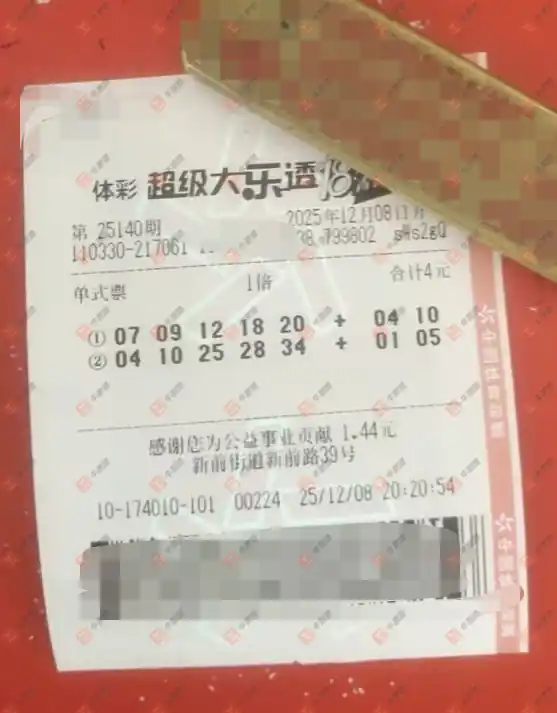 体彩 超级大乐透
第 25140期 2025年12月08日开
110330-217061 38 799802 sWs2gQ
单式票 1倍 合计4元
① 07 09 12 18 20 + 04 10
② 04 10 25 28 34 + 01 05
感谢您为公益事业贡献 1.44元
新前街道新前路39号
10-174010-101 00224 25/12/08 20:20:54